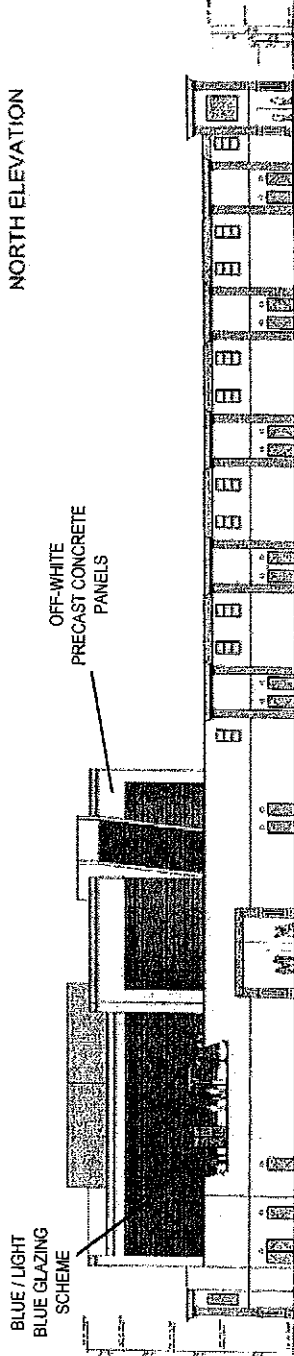 NORTH ELEVATION
OFF-WHITE
PRECAST CONCRETE
PANELS
BLUE / LIGHT
BLUE GLAZING
SCHEME